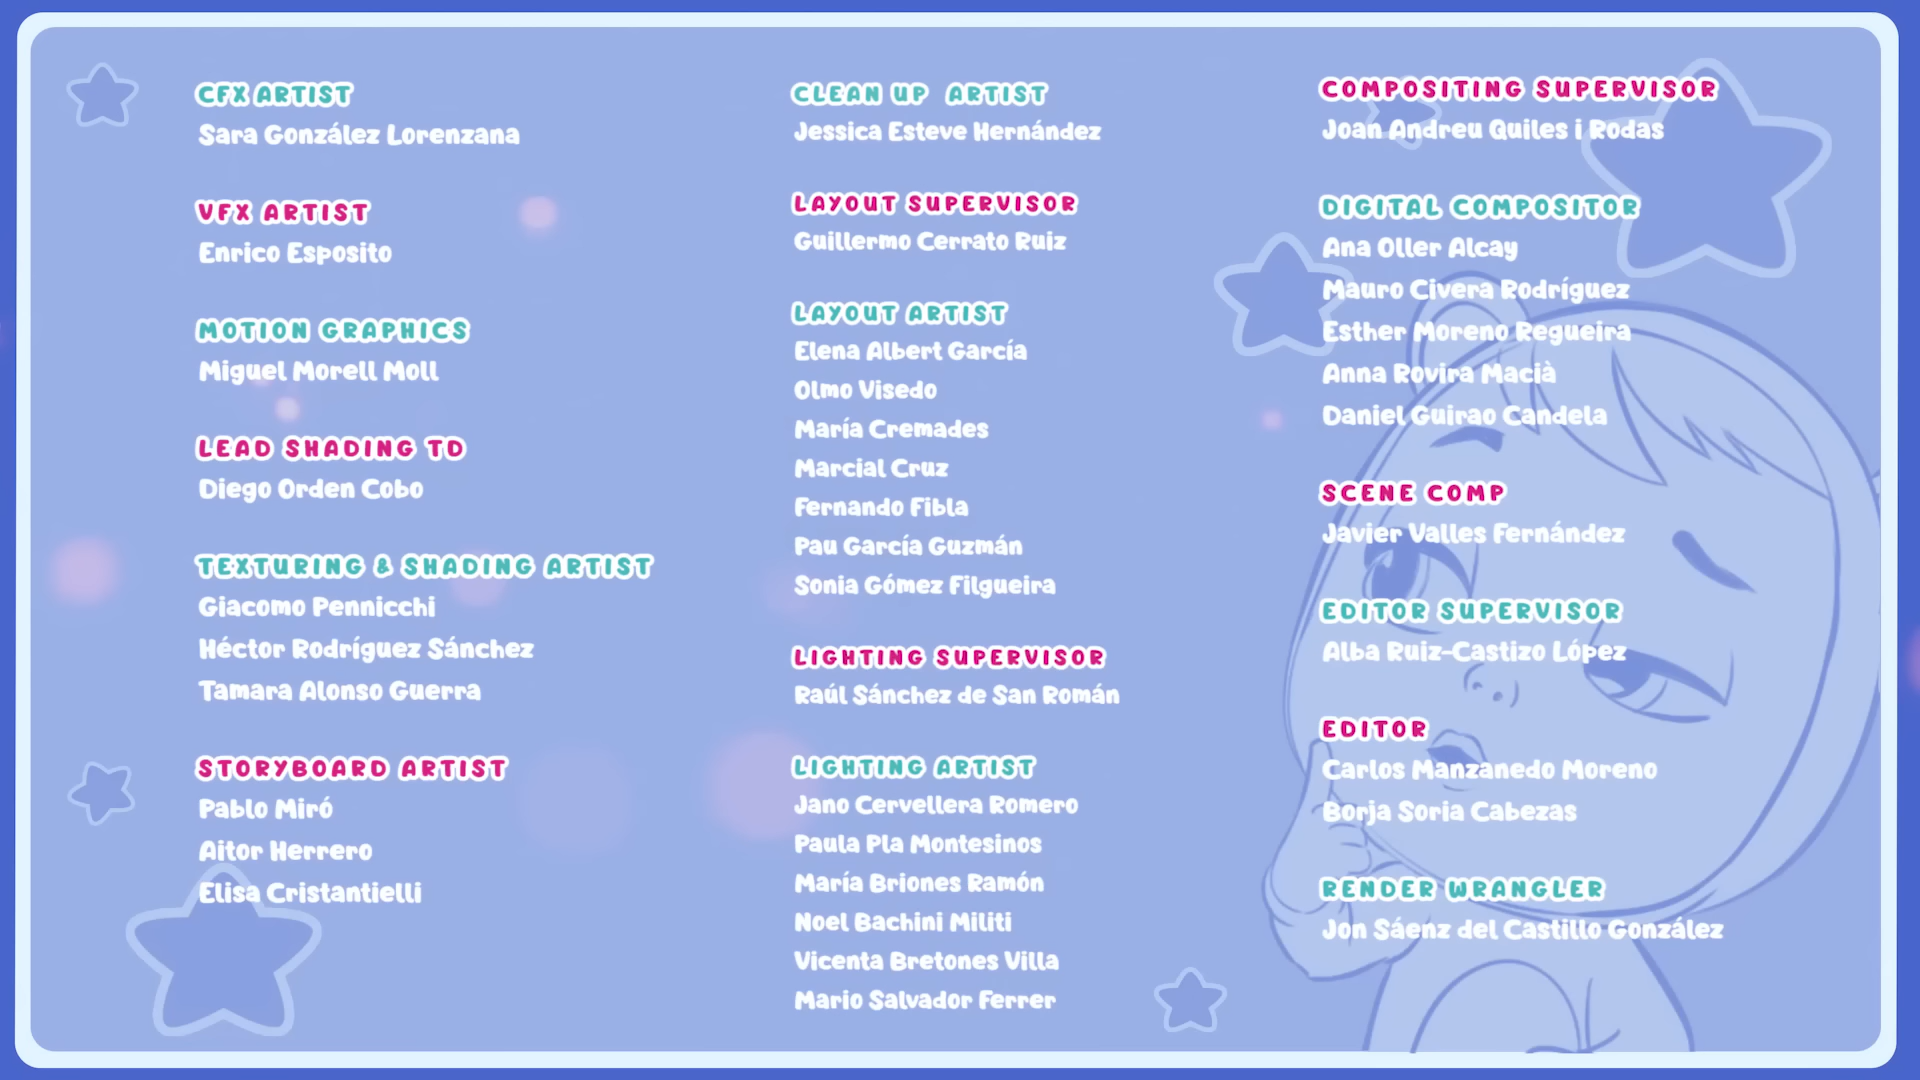 CFX ARTIST
Sara González Lorenzana
VFX ARTIST
Enrico Esposito
MOTION GRAPHICS
Miguel Morell Moll
LEAD SHADING TD
Diego Orden Cobo
TEXTURING & SHADING ARTIST
Giacomo Pennicchi
Héctor Rodríguez Sánchez
Tamara Alonso Guerra
STORYBOARD ARTIST
Pablo Miró
Aitor Herrero
Elisa Cristantielli
CLEAN UP ARTIST
Jessica Esteve Hernández
LAYOUT SUPERVISOR
Guillermo Cerrato Ruiz
LAYOUT ARTIST
Elena Albert García
Olmo Visedo
María Cremades
Marcial Cruz
Fernando Fibla
Pau García Guzmán
Sonia Gómez Filgueira
LIGHTING SUPERVISOR
Raúl Sánchez de San Román
LIGHTING ARTIST
Jano Cervellera Romero
Paula Pla Montesinos
María Briones Ramón
Noel Bachini Militi
Vicenta Bretones Villa
Mario Salvador Ferrer
COMPOSITING SUPERVISOR
Joan Andreu Quiles i Rodas
DIGITAL COMPOSITOR
Ana Oller Alcay
Mauro Civera Rodríguez
Esther Moreno Regueira
Anna Rovira Macià
Daniel Guirao Candela
SCENE COMP
Javier Valles Fernández
EDITOR SUPERVISOR
Alba Ruiz-Castizo López
EDITOR
Carlos Manzanedo Moreno
Borja Soria Cabezas
RENDER WRANGLER
Jon Sáenz del Castillo González